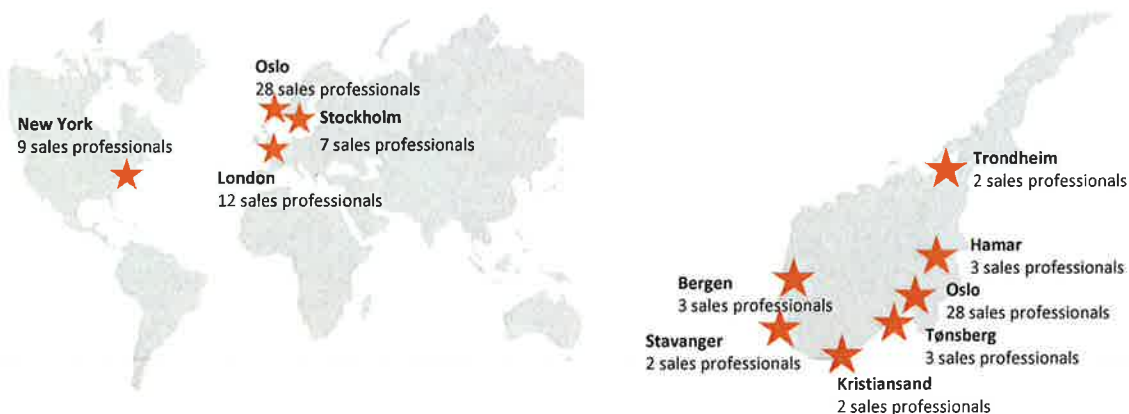 Oslo
28 sales professionals
Stockholm
7 sales professionals
New York
9 sales professionals
London
12 sales professionals
Trondheim
2 sales professionals
Hamar
3 sales professionals
Bergen
3 sales professionals
Oslo
28 sales professionals
Tønsberg
3 sales professionals
Stavanger
2 sales professionals
Kristiansand
2 sales professionals